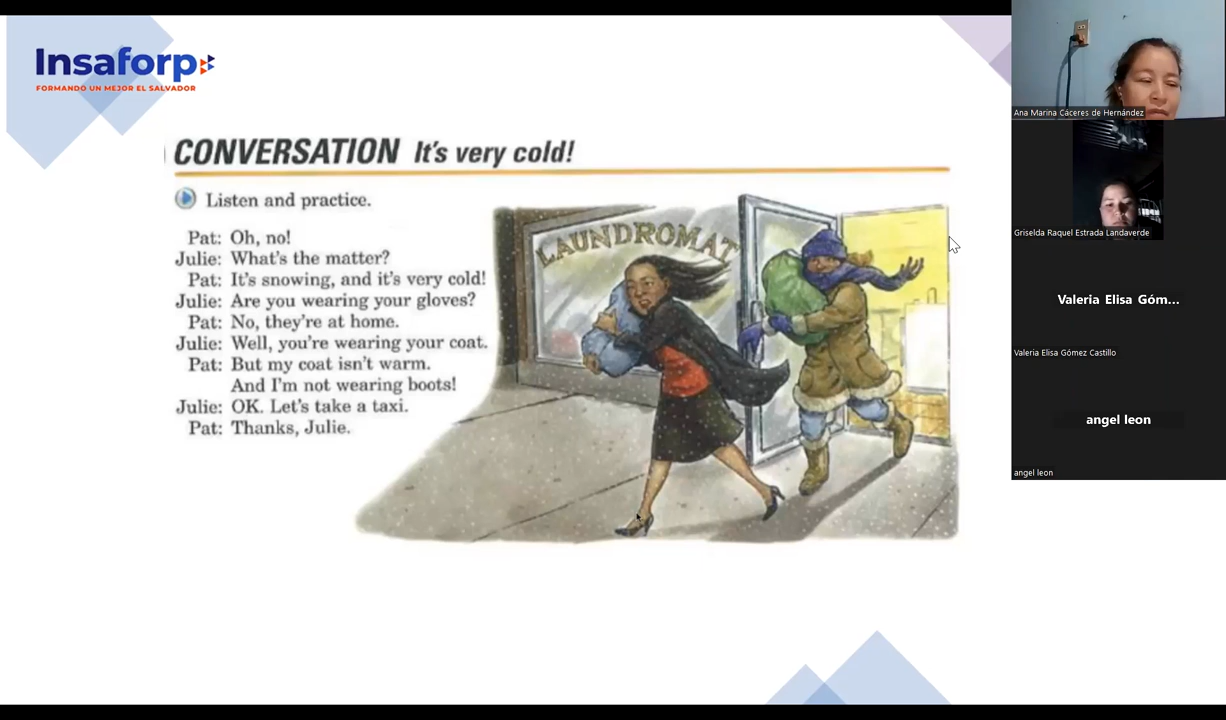 Insaforp
FORMANDO UN MEJOR EL SALVADOR
CONVERSATION It's very cold!
Listen and practice.
Pat: Oh, no!
Julie: What's the matter?
Pat: It's snowing, and it's very cold!
Julie: Are you wearing your gloves?
Pat: No, they're at home.
Julie: Well, you're wearing your coat.
Pat: But my coat isn't warm.
And I'm not wearing boots!
Julie: OK. Let's take a taxi.
Pat: Thanks, Julie.
LAUNDROMAT
Ana Marina Cáceres de Hernández
Griselda Raquel Estrada Landaverde
Valeria Elisa Góm...
Valeria Elisa Gómez Castillo
angel leon
angel leon